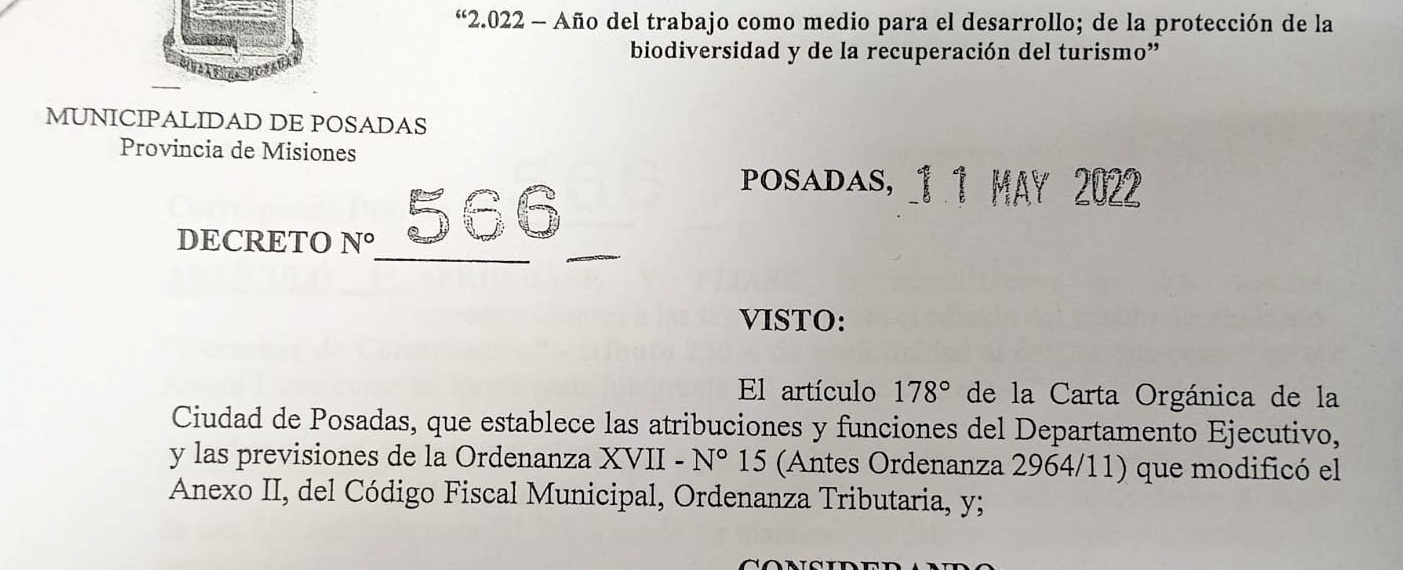 “2.022 – Año del trabajo como medio para el desarrollo; de la protección de la
biodiversidad y de la recuperación del turismo”
MUNICIPALIDAD DE POSADAS
Provincia de Misiones
POSADAS, 11 MAY 2022
DECRETO Nº 566
VISTO:
El artículo 178° de la Carta Orgánica de la
Ciudad de Posadas, que establece las atribuciones y funciones del Departamento Ejecutivo,
y las previsiones de la Ordenanza XVII - N° 15 (Antes Ordenanza 2964/11) que modificó el
Anexo II, del Código Fiscal Municipal, Ordenanza Tributaria, y;
CONSIDERANDO